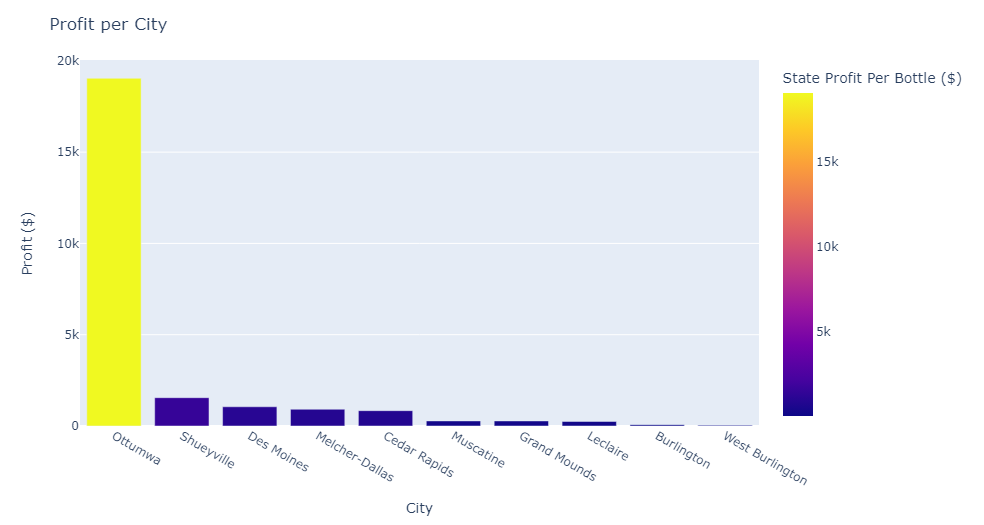 Profit per City
State Profit Per Bottle ($)
20k
15k
10k
5k
0
Profit ($)
15k
10k
5k
Ottumwa
Shueyville
Des Moines
Melcher-Dallas
Cedar Rapids
Muscatine
Grand Mounds
Leclaire
Burlington
West Burlington
City